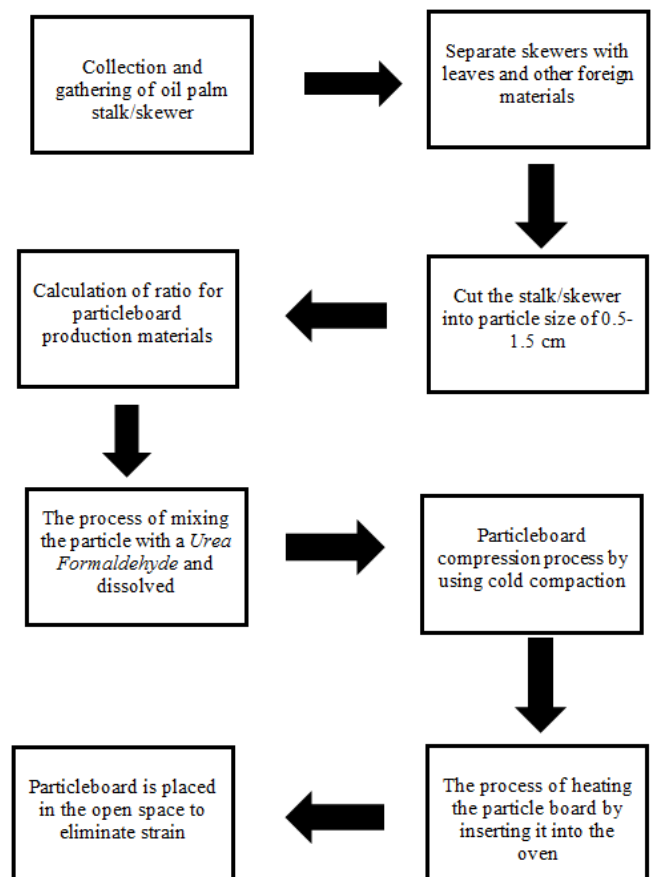 Collection and
gathering of oil palm
stalk/skewer
Separate skewers with
leaves and other foreign
materials
Cut the stalk/skewer
into particle size of 0.5-
1.5 cm
Calculation of ratio for
particleboard
production materials
The process of mixing
the particle with a Urea
Formaldehyde and
dissolved
Particleboard
compression process by
using cold compaction
The process of heating
the particle board by
inserting it into the
oven
Particleboard is placed
in the open space to
eliminate strain